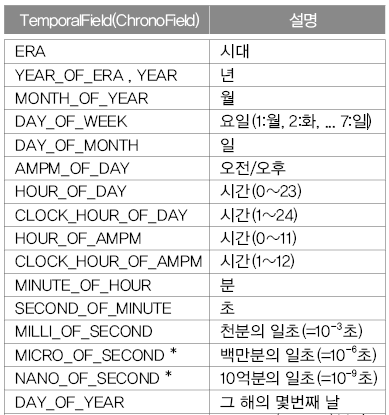 TemporalField(ChronoField) 설명
ERA 시대
YEAR_OF_ERA , YEAR 년
MONTH_OF_YEAR 월
DAY_OF_WEEK 요일(1:월, 2:화, ... 7:일)
DAY_OF_MONTH 일
AMPM_OF_DAY 오전/오후
HOUR_OF_DAY 시간(0~23)
CLOCK_HOUR_OF_DAY 시간(1~24)
HOUR_OF_AMPM 시간(0~11)
CLOCK_HOUR_OF_AMPM 시간(1~12)
MINUTE_OF_HOUR 분
SECOND_OF_MINUTE 초
MILLI_OF_SECOND 천분의 일초(=10⁻³초)
MICRO_OF_SECOND * 백만분의 일초(=10⁻⁶초)
NANO_OF_SECOND * 10억분의 일초(=10⁻⁹초)
DAY_OF_YEAR 그 해의 몇번째 날